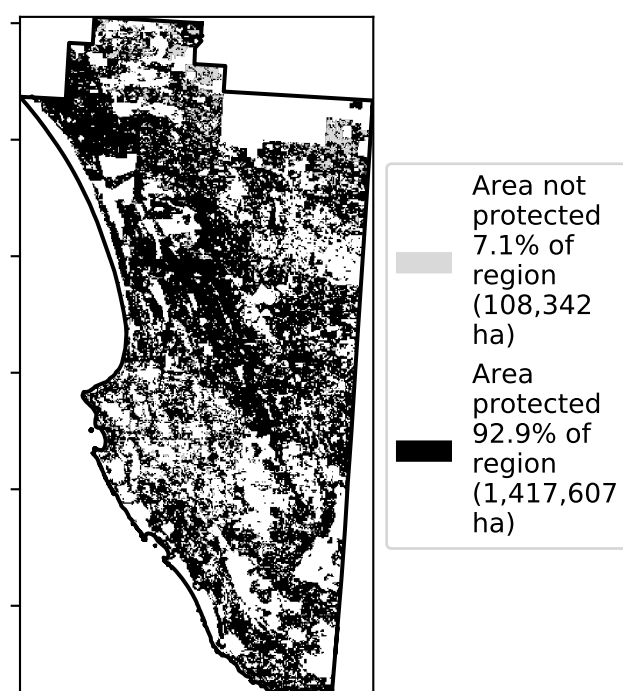 Area not
protected
7.1% of
region
(108,342
ha)
Area
protected
92.9% of
region
(1,417,607
ha)